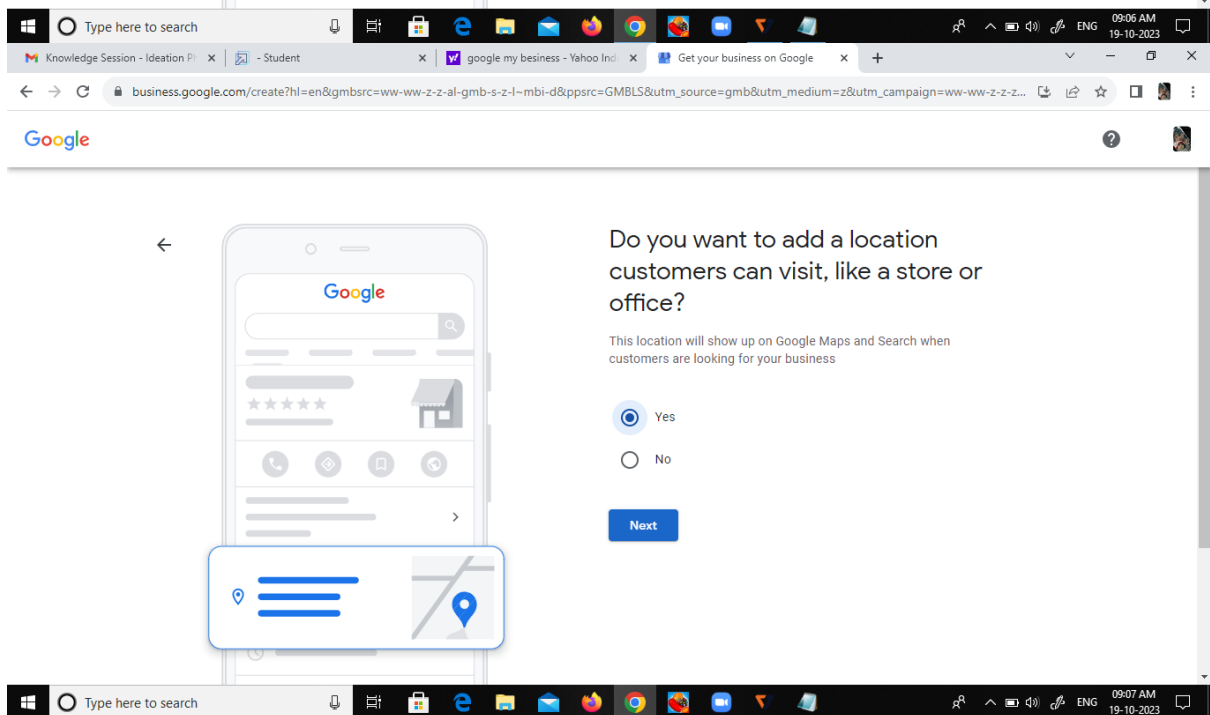 Type here to search
ENG
09:06 AM
19-10-2023
Knowledge Session - Ideation Ph
- Student
google my besiness - Yahoo Ind
Get your business on Google
business.google.com/create?hl=en&gmbsrc=ww-ww-z-z-al-gmb-s-z-l~mbi-d&ppsrc=GMBLS&utm_source=gmb&utm_medium=z&utm_campaign=ww-ww-z-z-z...
Google
Google
Do you want to add a location
customers can visit, like a store or
office?
This location will show up on Google Maps and Search when
customers are looking for your business
Yes
No
Next
Type here to search
ENG
09:07 AM
19-10-2023